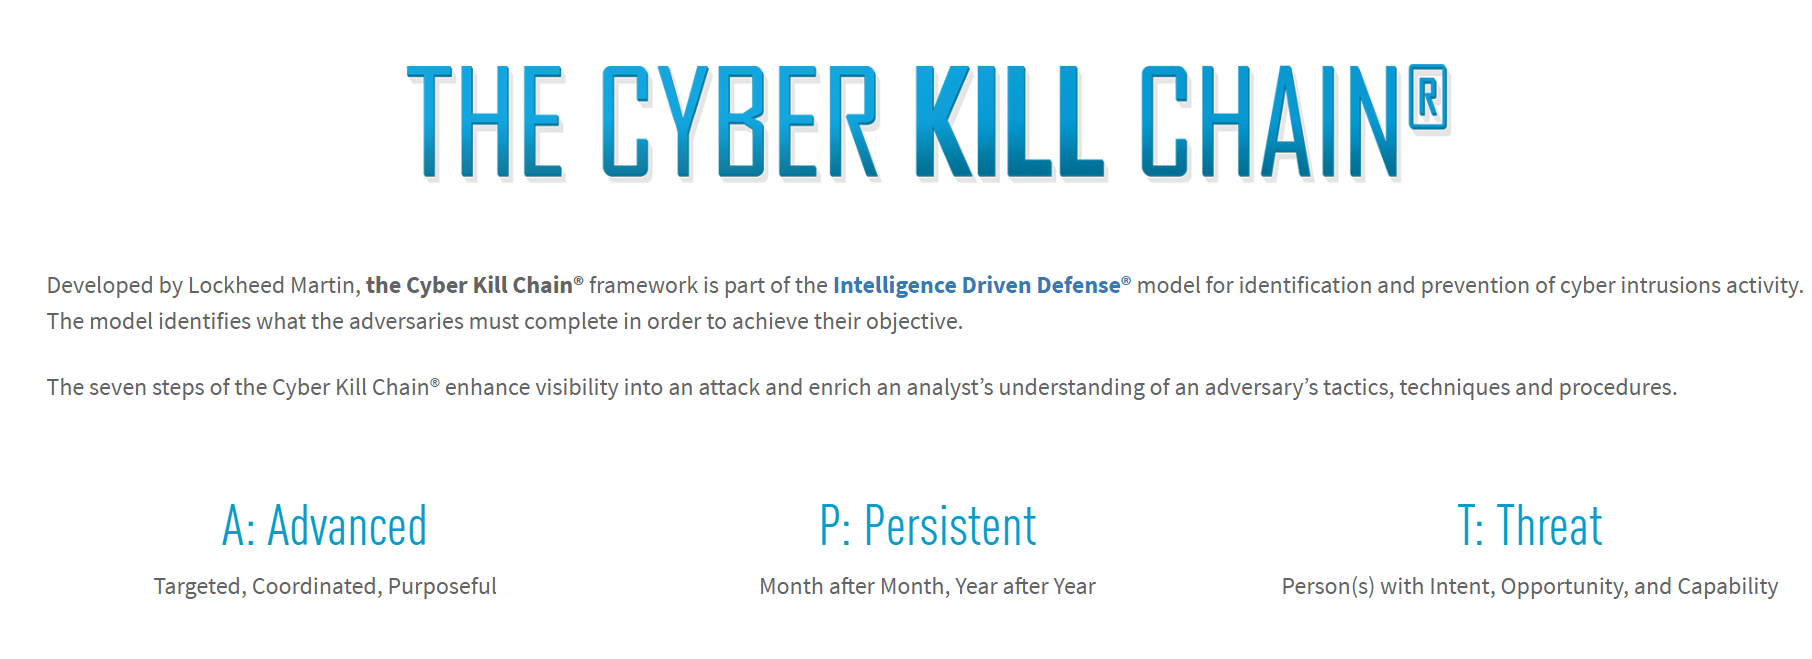 THE CYBER KILL CHAIN®
Developed by Lockheed Martin, the Cyber Kill Chain® framework is part of the Intelligence Driven Defense® model for identification and prevention of cyber intrusions activity.
The model identifies what the adversaries must complete in order to achieve their objective.
The seven steps of the Cyber Kill Chain® enhance visibility into an attack and enrich an analyst’s understanding of an adversary’s tactics, techniques and procedures.
A: Advanced
Targeted, Coordinated, Purposeful
P: Persistent
Month after Month, Year after Year
T: Threat
Person(s) with Intent, Opportunity, and Capability